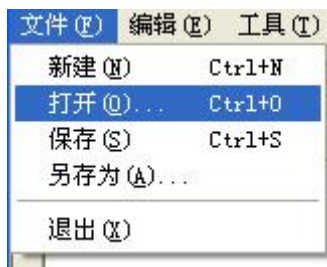 文件(F) 编辑(E) 工具(T)
新建(N) Ctrl+N
打开(O)... Ctrl+O
保存(S) Ctrl+S
另存为(A)...
退出(X)